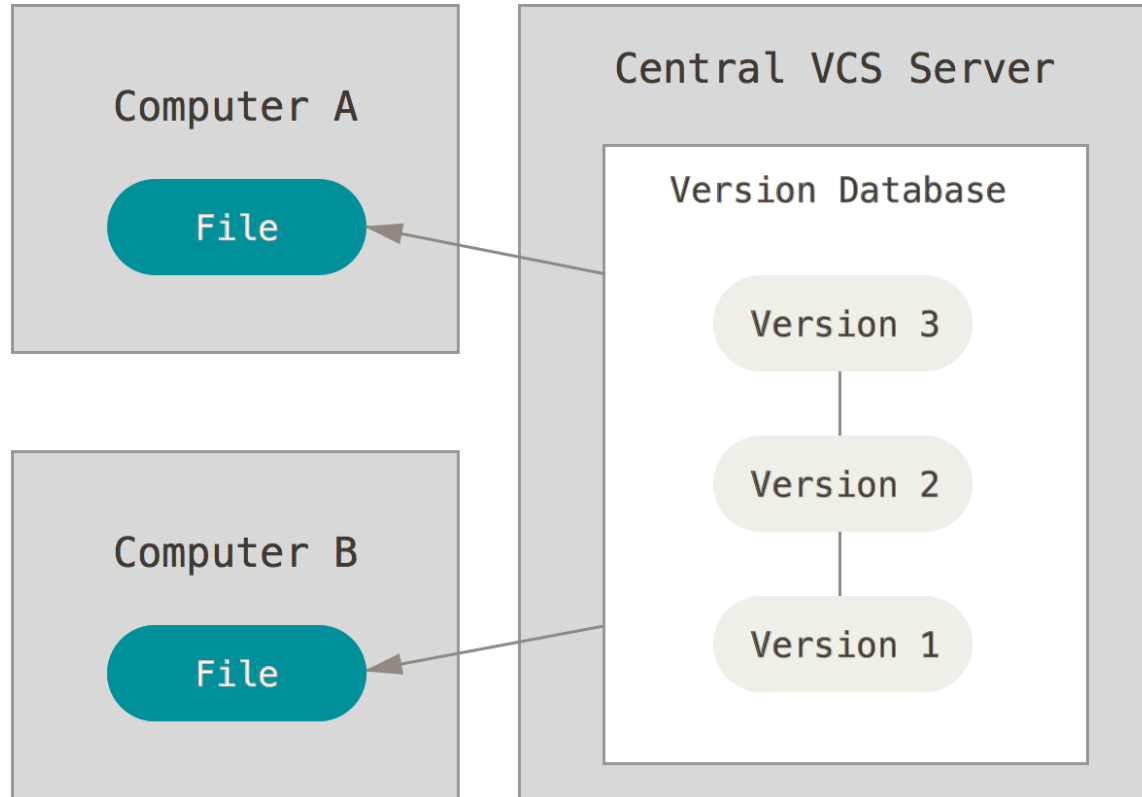 Computer A
File
Computer B
File
Central VCS Server
Version Database
Version 3
Version 2
Version 1